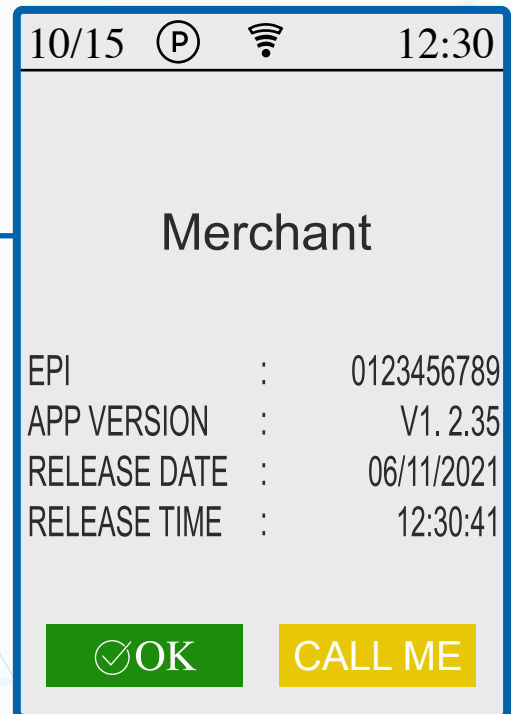 10/15 P 12:30
Merchant
EPI : 0123456789
APP VERSION : V1. 2.35
RELEASE DATE : 06/11/2021
RELEASE TIME : 12:30:41
OK CALL ME